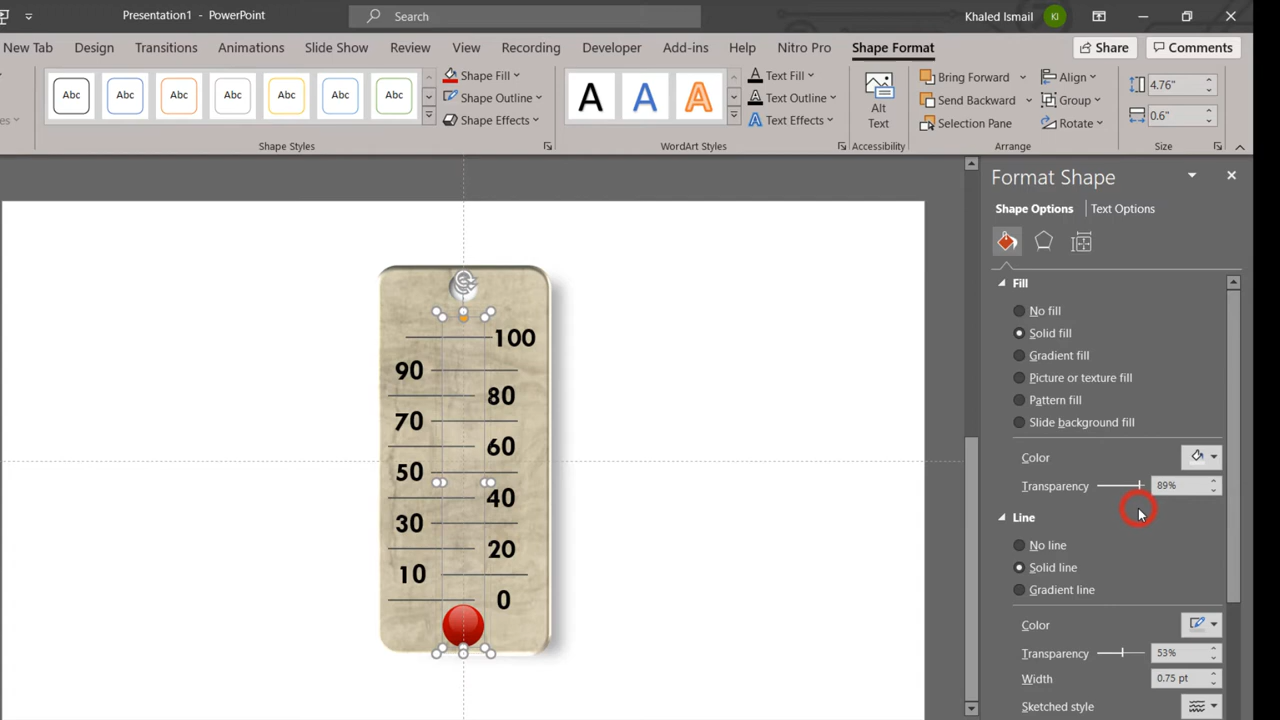 Presentation1 - PowerPoint
Search
Khaled Ismail
KI
New Tab Design Transitions Animations Slide Show Review View Recording Developer Add-ins Help Nitro Pro Shape Format
Share
Comments
Abc Abc Abc Abc Abc Abc Abc
Shape Fill
Shape Outline
Shape Effects
Shape Styles
A A A
Text Fill
Text Outline
Text Effects
WordArt Styles
Alt
Text
Accessibility
Bring Forward
Send Backward
Selection Pane
Align
Group
Rotate
Arrange
4.76"
0.6"
Size
100
90
80
70
60
50
40
30
20
10
0
Format Shape
Shape Options Text Options
Fill
No fill
Solid fill
Gradient fill
Picture or texture fill
Pattern fill
Slide background fill
Color
Transparency 89%
Line
No line
Solid line
Gradient line
Color
Transparency 53%
Width 0.75 pt
Sketched style